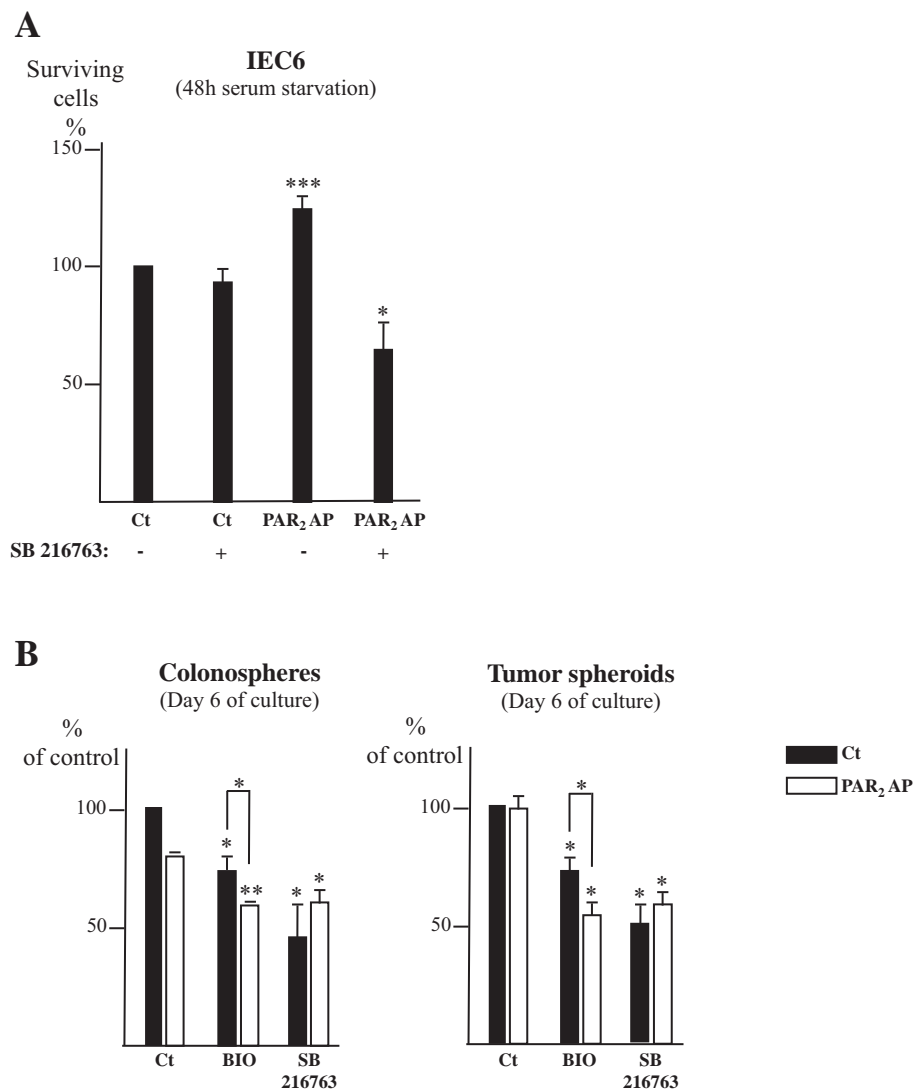 A
IEC6
(48h serum starvation)
Surviving
cells
%
150
100
50
***
*
Ct Ct PAR₂ AP PAR₂ AP
SB 216763: - + - +
B
Colonospheres
(Day 6 of culture)
%
of control
100
50
*
*
**
* *
Ct BIO SB
216763
Tumor spheroids
(Day 6 of culture)
%
of control
100
50
*
*
*
* *
Ct BIO SB
216763
Ct
PAR₂ AP